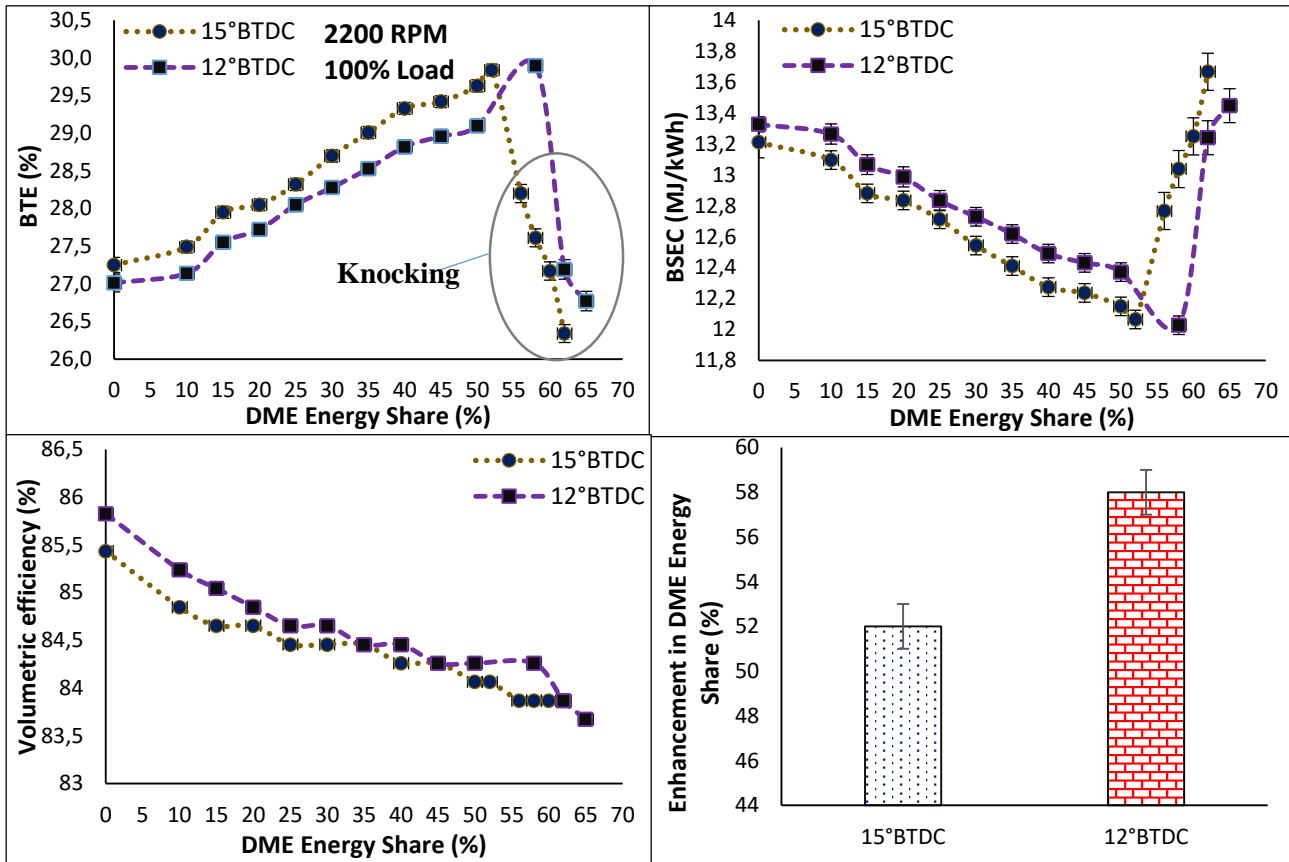 30,5
30,0
29,5
29,0
28,5
28,0
27,5
27,0
26,5
26,0
BTE (%)
15°BTDC
12°BTDC
2200 RPM
100% Load
Knocking
0 5 10 15 20 25 30 35 40 45 50 55 60 65 70
DME Energy Share (%)
14
13,8
13,6
13,4
13,2
13
12,8
12,6
12,4
12,2
12
11,8
BSEC (MJ/kWh)
15°BTDC
12°BTDC
0 5 10 15 20 25 30 35 40 45 50 55 60 65 70
DME Energy Share (%)
86,5
86
85,5
85
84,5
84
83,5
83
Volumetric efficiency (%)
15°BTDC
12°BTDC
0 5 10 15 20 25 30 35 40 45 50 55 60 65 70
DME Energy Share (%)
60
58
56
54
52
50
48
46
44
Enhancement in DME Energy
Share (%)
15°BTDC 12°BTDC